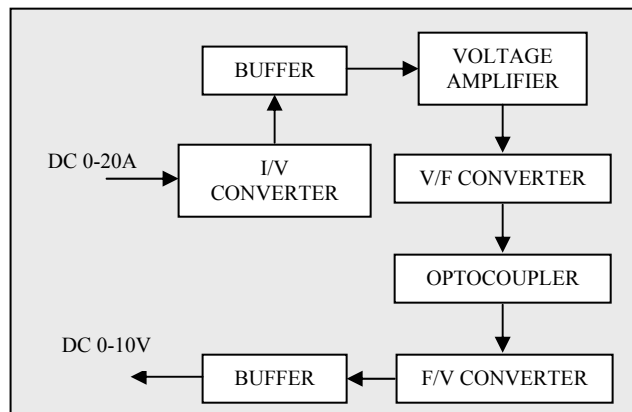 DC 0-20A
I/V
CONVERTER
BUFFER
VOLTAGE
AMPLIFIER
V/F CONVERTER
OPTOCOUPLER
F/V CONVERTER
BUFFER
DC 0-10V